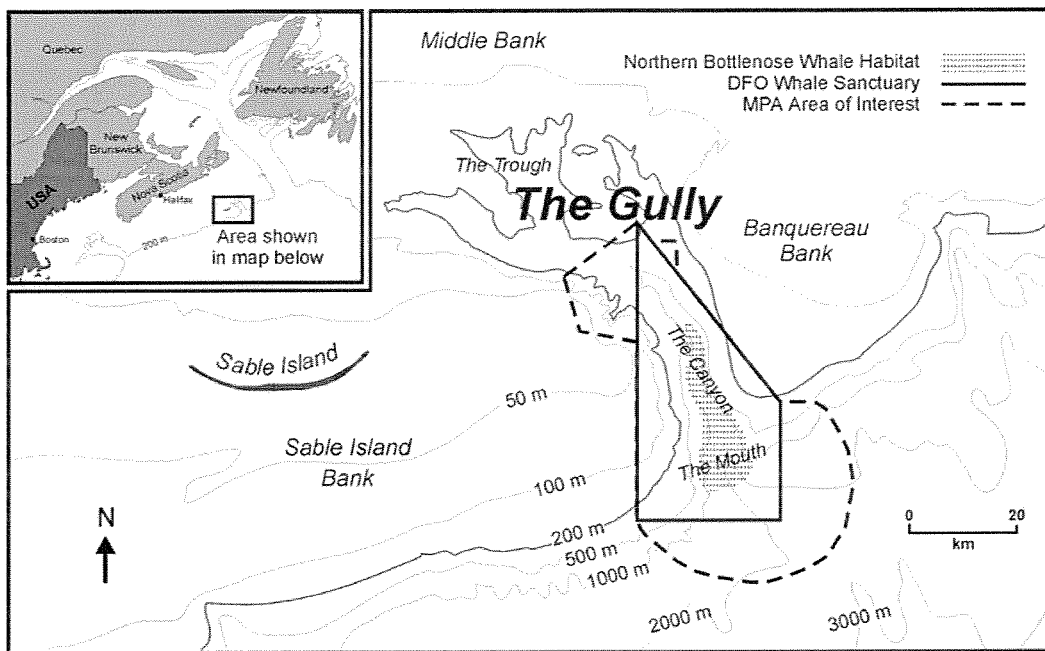 Quebec
Newfoundland
New
Brunswick
USA
Nova Scotia
Halifax
Boston
200 m
Area shown
in map below
Middle Bank
Northern Bottlenose Whale Habitat
DFO Whale Sanctuary
MPA Area of Interest
The Trough
The Gully
Banquereau
Bank
Sable Island
The Canyon
50 m
Sable Island
Bank
The Mouth
100 m
N
200 m
500 m
1000 m
2000 m
3000 m
0 20
km